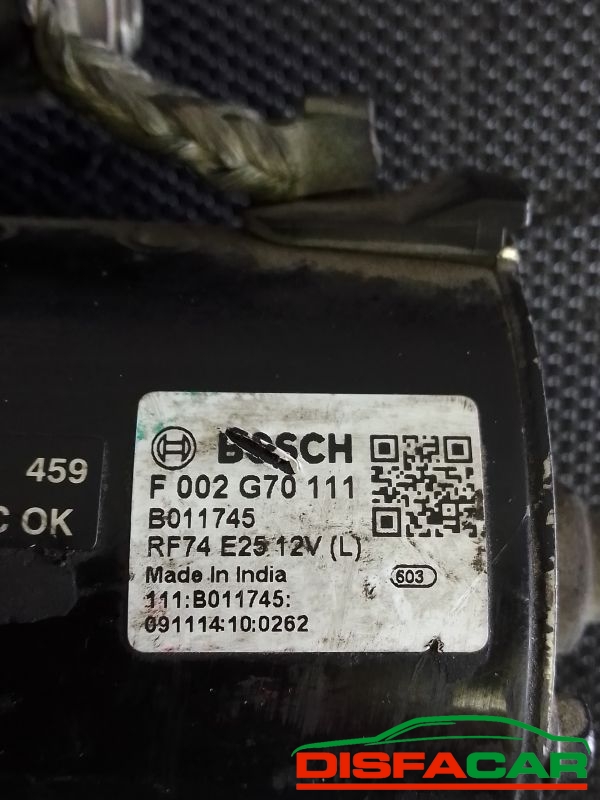 BOSCH
F 002 G70 111
B011745
RF74 E25 12V (L)
Made In India
603
111:B011745:
091114:10:0262
459
C OK
DISFACAR